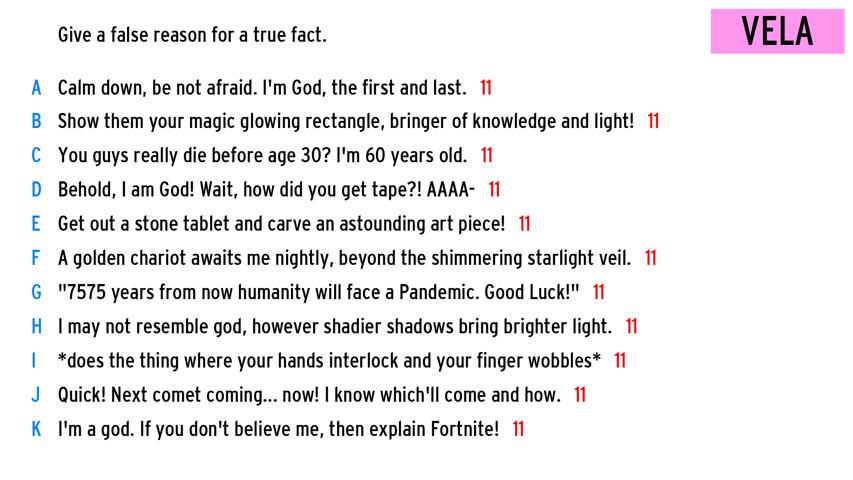 Give a false reason for a true fact.
VELA
A Calm down, be not afraid. I'm God, the first and last. 11
B Show them your magic glowing rectangle, bringer of knowledge and light! 11
C You guys really die before age 30? I'm 60 years old. 11
D Behold, I am God! Wait, how did you get tape?! AAAA- 11
E Get out a stone tablet and carve an astounding art piece! 11
F A golden chariot awaits me nightly, beyond the shimmering starlight veil. 11
G "7575 years from now humanity will face a Pandemic. Good Luck!" 11
H I may not resemble god, however shadier shadows bring brighter light. 11
I *does the thing where your hands interlock and your finger wobbles* 11
J Quick! Next comet coming... now! I know which'll come and how. 11
K I'm a god. If you don't believe me, then explain Fortnite! 11